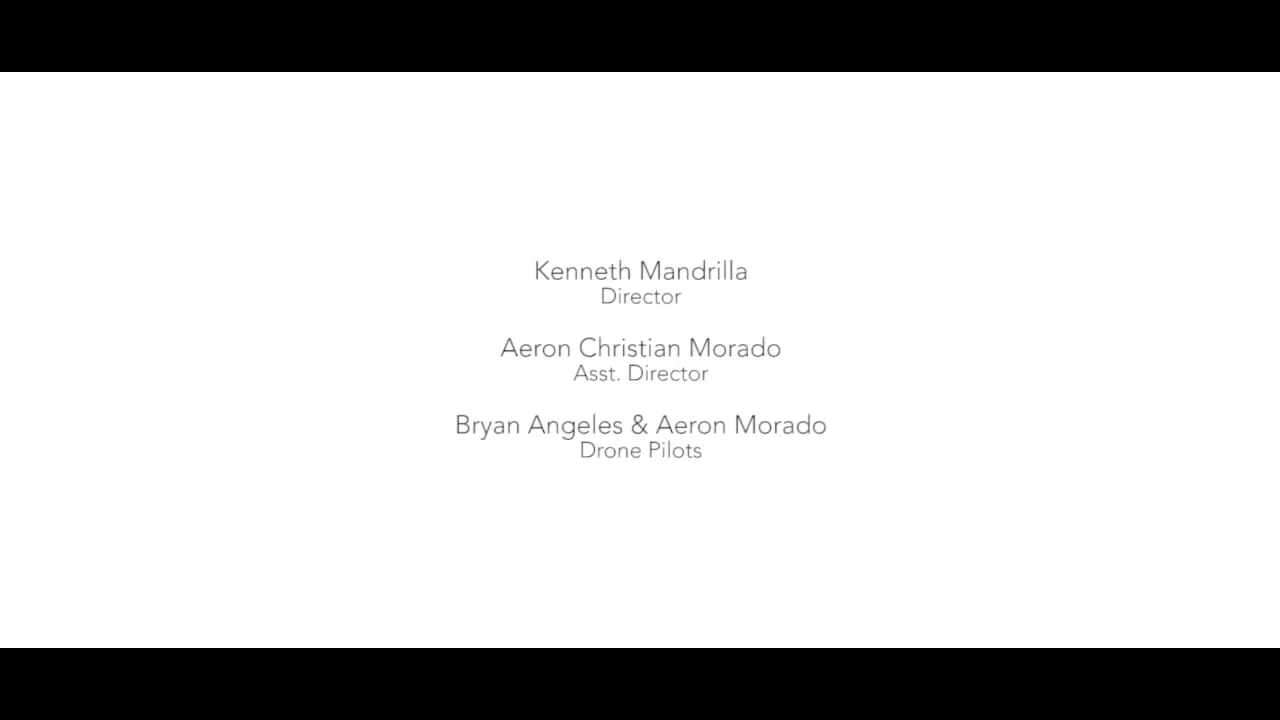 Kenneth Mandrilla
Director
Aeron Christian Morado
Asst. Director
Bryan Angeles & Aeron Morado
Drone Pilots